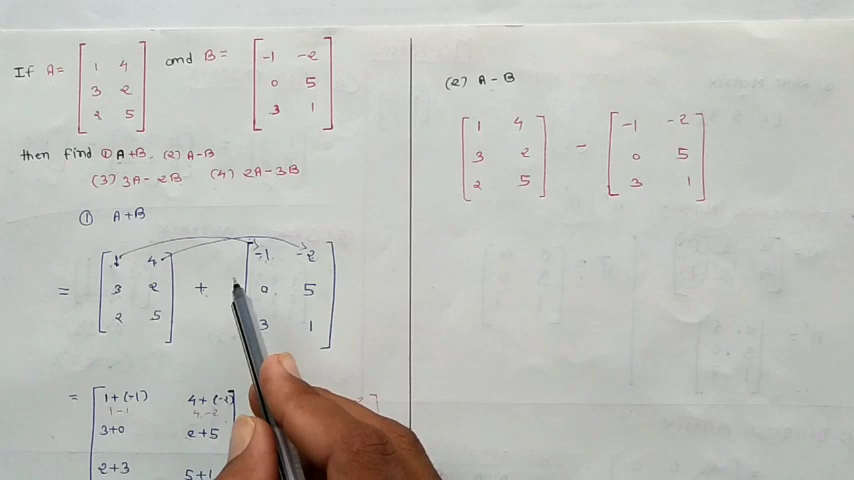 If A= [ 1 4 and B= [ -1 -2
3 2 0 5
2 5 ] 3 1 ]
then find ① A+B (2) A-B
(3) 3A-2B (4) 2A-3B
① A+B
= [ 1 4 + [ -1 -2
3 2 0 5
2 5 ] 3 1 ]
= [ 1+(-1) 4+(-2)
1-1 4-2
3+0 2+5
2+3 5+1
(2) A-B
[ 1 4 - [ -1 -2
3 2 0 5
2 5 ] 3 1 ]